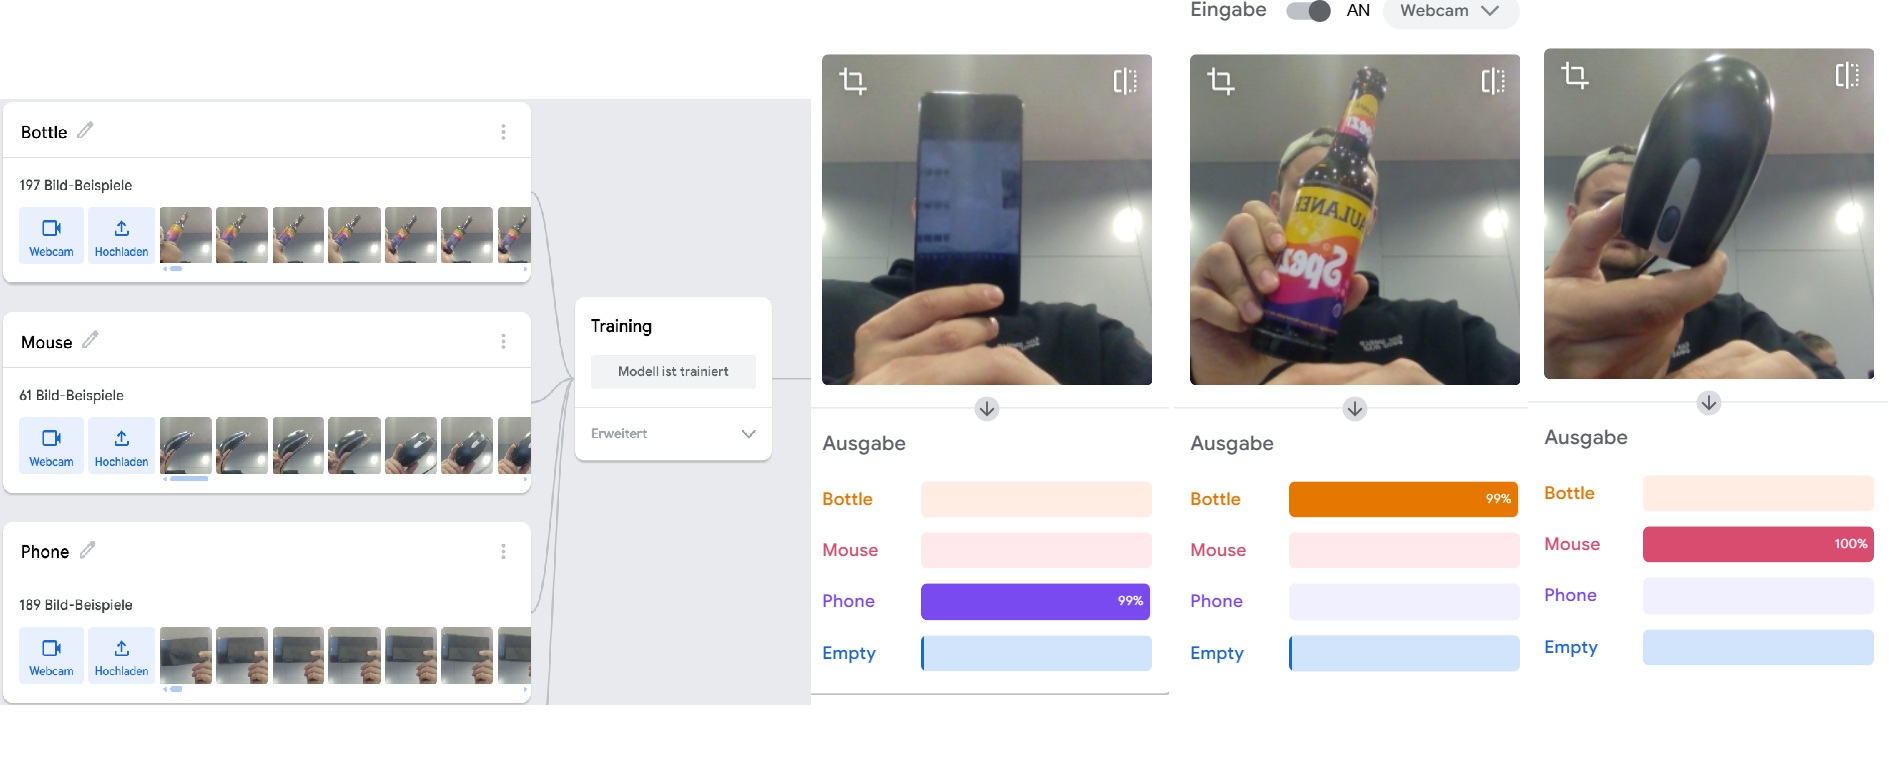 Bottle
197 Bild-Beispiele
Webcam
Hochladen
Mouse
61 Bild-Beispiele
Webcam
Hochladen
Phone
189 Bild-Beispiele
Webcam
Hochladen
Training
Modell ist trainiert
Erweitert
Ausgabe
Bottle
Mouse
Phone
99%
Empty
Eingabe
AN
Webcam
PAULANER
Spezi
Ausgabe
Bottle
99%
Mouse
Phone
Empty
Ausgabe
Bottle
Mouse
100%
Phone
Empty